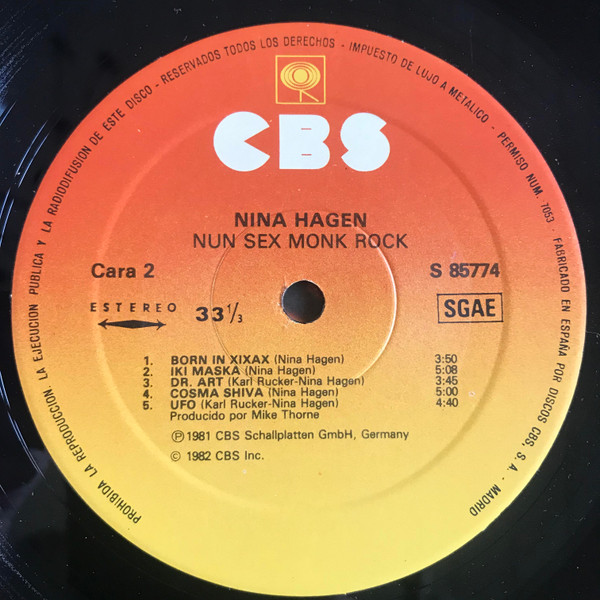 PROHIBIDA LA REPRODUCCION, LA EJECUCION PUBLICA Y LA RADIODIFUSION DE ESTE DISCO - RESERVADOS TODOS LOS DERECHOS - IMPUESTO DE LUJO A METALICO - PERMISO NUM. 7053 - FABRICADO EN ESPAÑA POR DISCOS CBS, S.A. - MADRID
CBS
NINA HAGEN
NUN SEX MONK ROCK
Cara 2
S 85774
ESTEREO
33 1/3
SGAE
1. BORN IN XIXAX (Nina Hagen) 3:50
2. IKI MASKA (Nina Hagen) 5:08
3. DR. ART (Karl Rucker-Nina Hagen) 3:45
4. COSMA SHIVA (Nina Hagen) 5:00
5. UFO (Karl Rucker-Nina Hagen) 4:40
Producido por Mike Thorne
Ⓟ 1981 CBS Schallplatten GmbH, Germany
© 1982 CBS Inc.